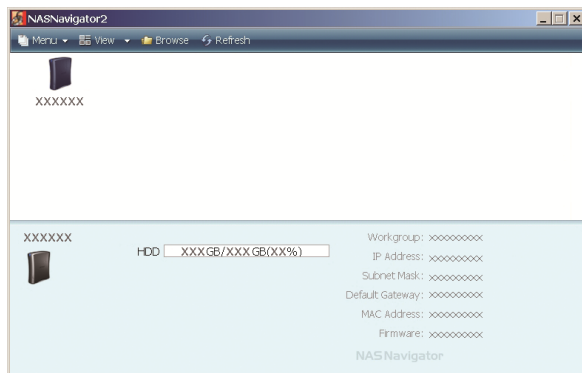 NASNavigator2
Menu View Browse Refresh
XXXXXX
XXXXXX
HDD XXXGB/XXXGB(XX%)
Workgroup: xxxxxxxxx
IP Address: xxxxxxxxx
Subnet Mask: xxxxxxxxx
Default Gateway: xxxxxxxxx
MAC Address: xxxxxxxxx
Firmware: xxxxxxxxx
NAS Navigator